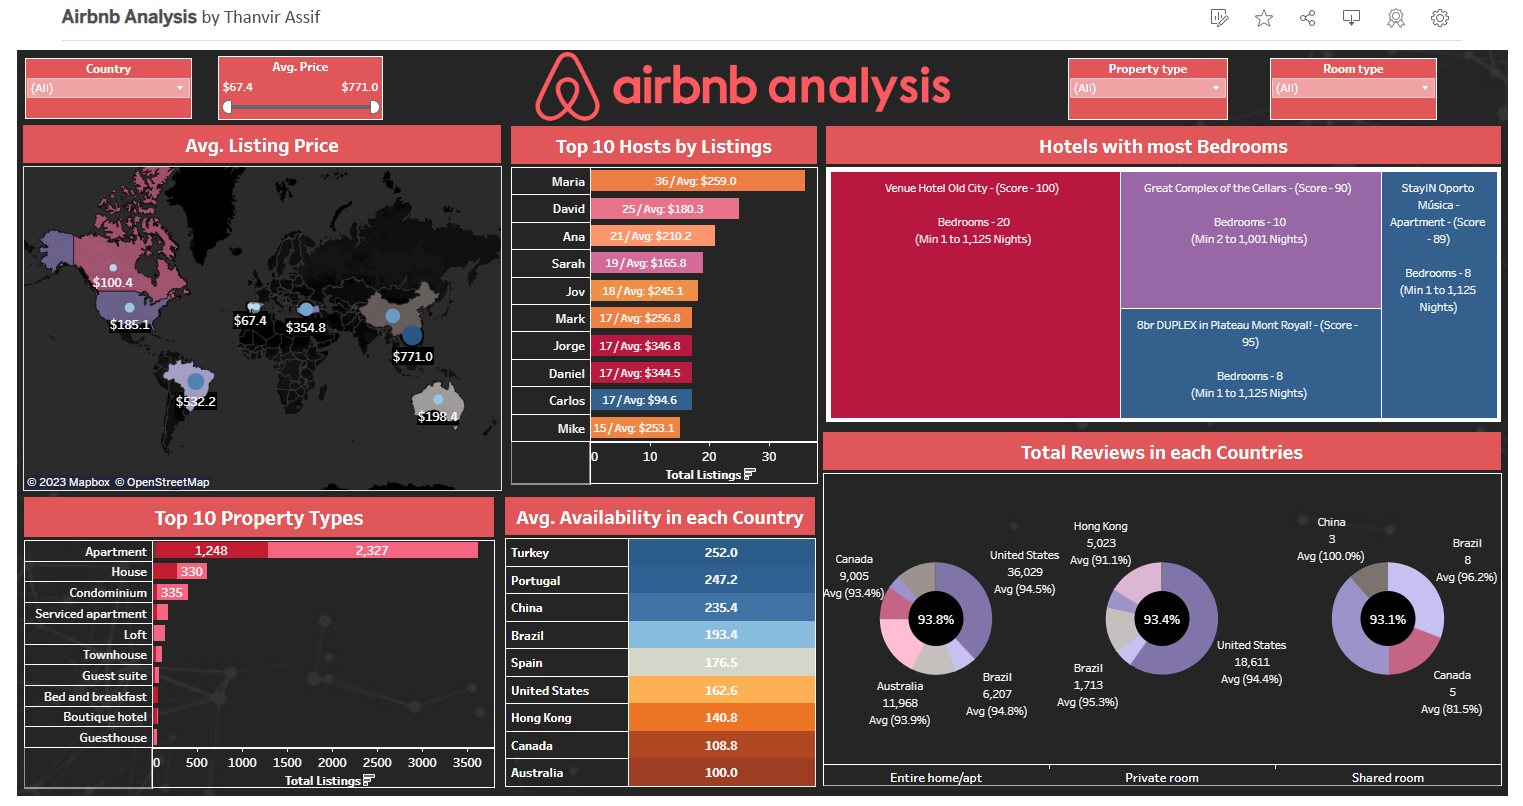 Airbnb Analysis by Thanvir Assif
Country
(All)
Avg. Price
$67.4 $771.0
airbnb analysis
Property type
(All)
Room type
(All)
Avg. Listing Price
$100.4
$185.1
$67.4
$354.8
$771.0
$532.2
$198.4
© 2023 Mapbox © OpenStreetMap
Top 10 Hosts by Listings
Maria 36/Avg: $259.0
David 25/Avg: $180.3
Ana 21/Avg: $210.2
Sarah 19/Avg: $165.8
Jov 18/Avg: $245.1
Mark 17/Avg: $256.8
Jorge 17/Avg: $346.8
Daniel 17/Avg: $344.5
Carlos 17/Avg: $94.6
Mike 15/Avg: $253.1
0 10 20 30
Total Listings
Hotels with most Bedrooms
Venue Hotel Old City - (Score - 100)
Bedrooms - 20
(Min 1 to 1,125 Nights)
Great Complex of the Cellars - (Score - 90)
Bedrooms - 10
(Min 2 to 1,001 Nights)
8br DUPLEX in Plateau Mont Royal! - (Score -
95)
Bedrooms - 8
(Min 1 to 1,125 Nights)
StayIN Oporto
Música -
Apartment - (Score
- 89)
Bedrooms - 8
(Min 1 to 1,125
Nights)
Top 10 Property Types
Apartment 1,248 2,327
House 330
Condominium 335
Serviced apartment
Loft
Townhouse
Guest suite
Bed and breakfast
Boutique hotel
Guesthouse
0 500 1000 1500 2000 2500 3000 3500
Total Listings
Avg. Availability in each Country
Turkey 252.0
Portugal 247.2
China 235.4
Brazil 193.4
Spain 176.5
United States 162.6
Hong Kong 140.8
Canada 108.8
Australia 100.0
Total Reviews in each Countries
Canada
9,005
Avg (93.4%)
United States
36,029
Avg (94.5%)
93.8%
Australia
11,968
Avg (93.9%)
Brazil
6,207
Avg (94.8%)
Entire home/apt
Hong Kong
5,023
Avg (91.1%)
93.4%
United States
18,611
Avg (94.4%)
Brazil
1,713
Avg (95.3%)
Private room
China
3
Avg (100.0%)
Brazil
8
Avg (96.2%)
93.1%
Canada
5
Avg (81.5%)
Shared room